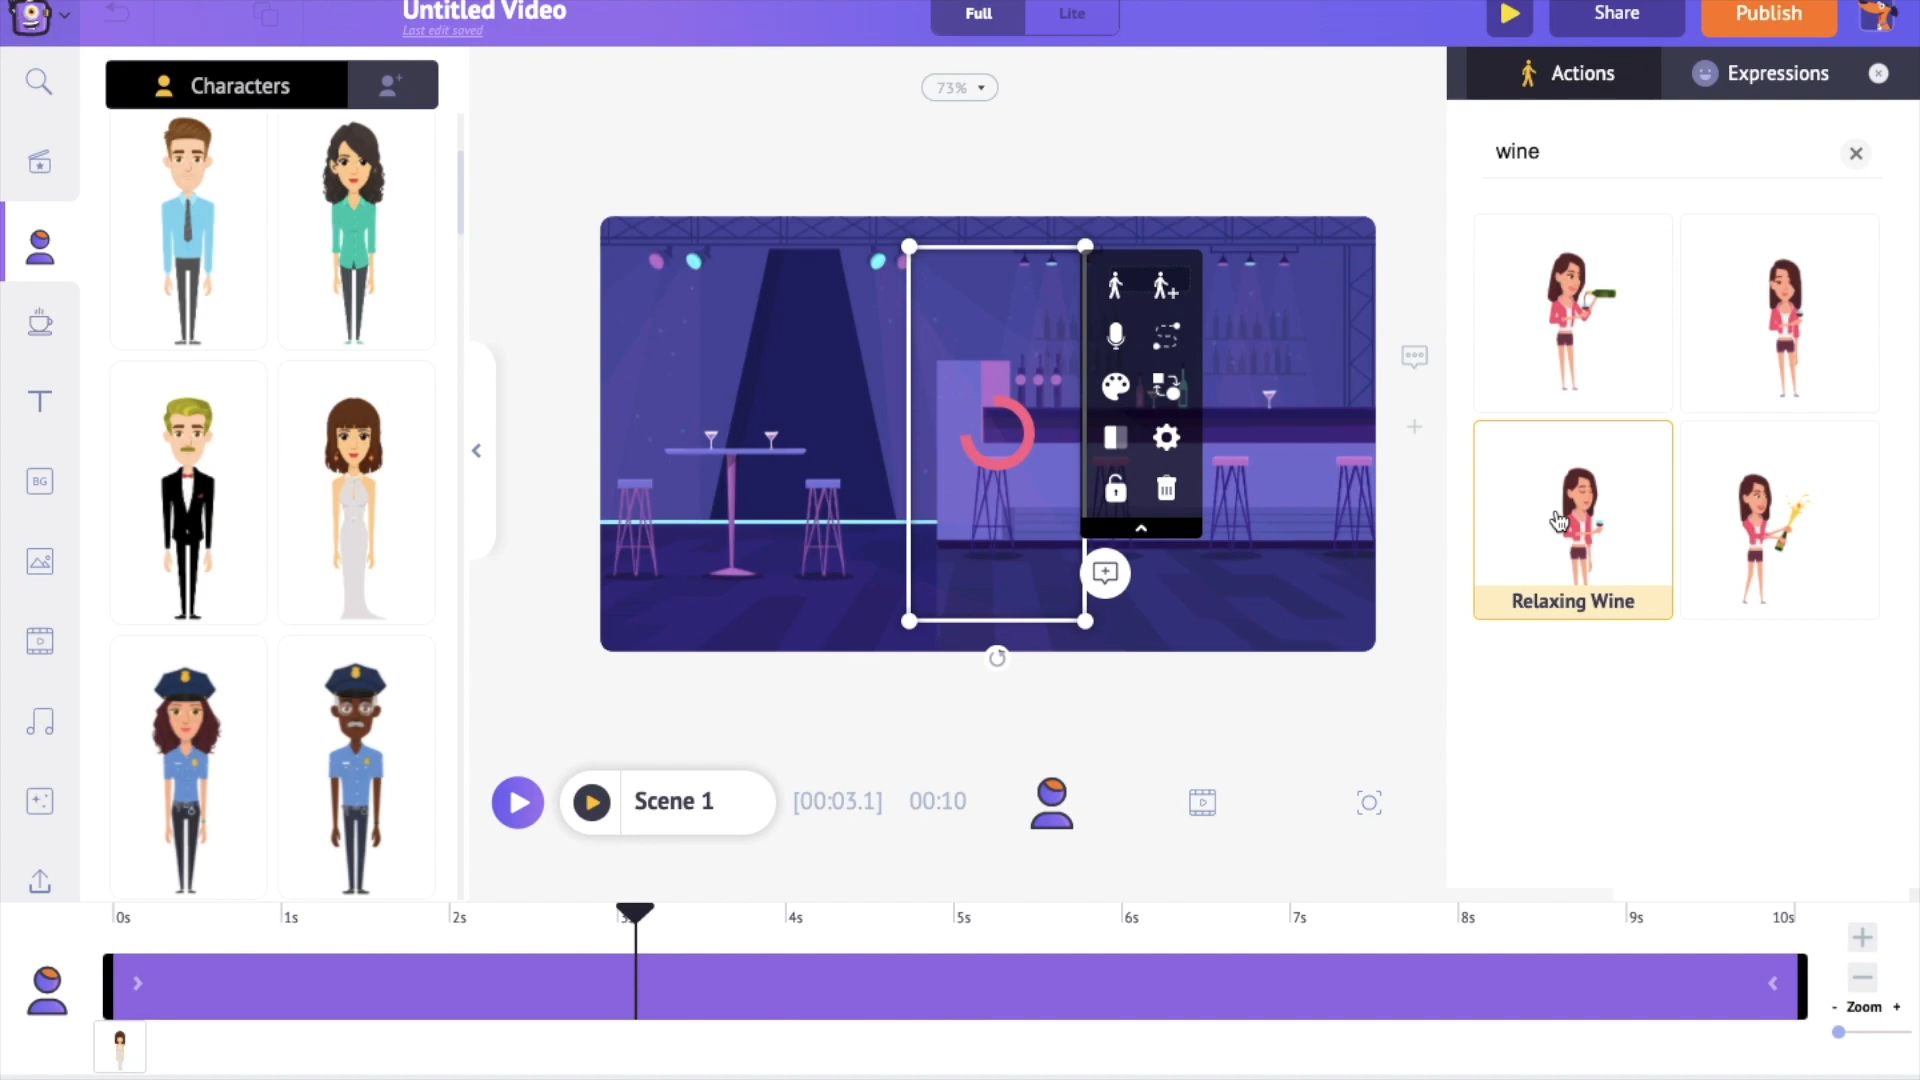 Untitled Video
Last edit saved
Full
Lite
Share
Publish
Characters
73%
Actions
Expressions
wine
Relaxing Wine
T
BG
Scene 1
[00:03.1]
00:10
0s
1s
2s
4s
5s
6s
7s
8s
9s
10s
- Zoom +